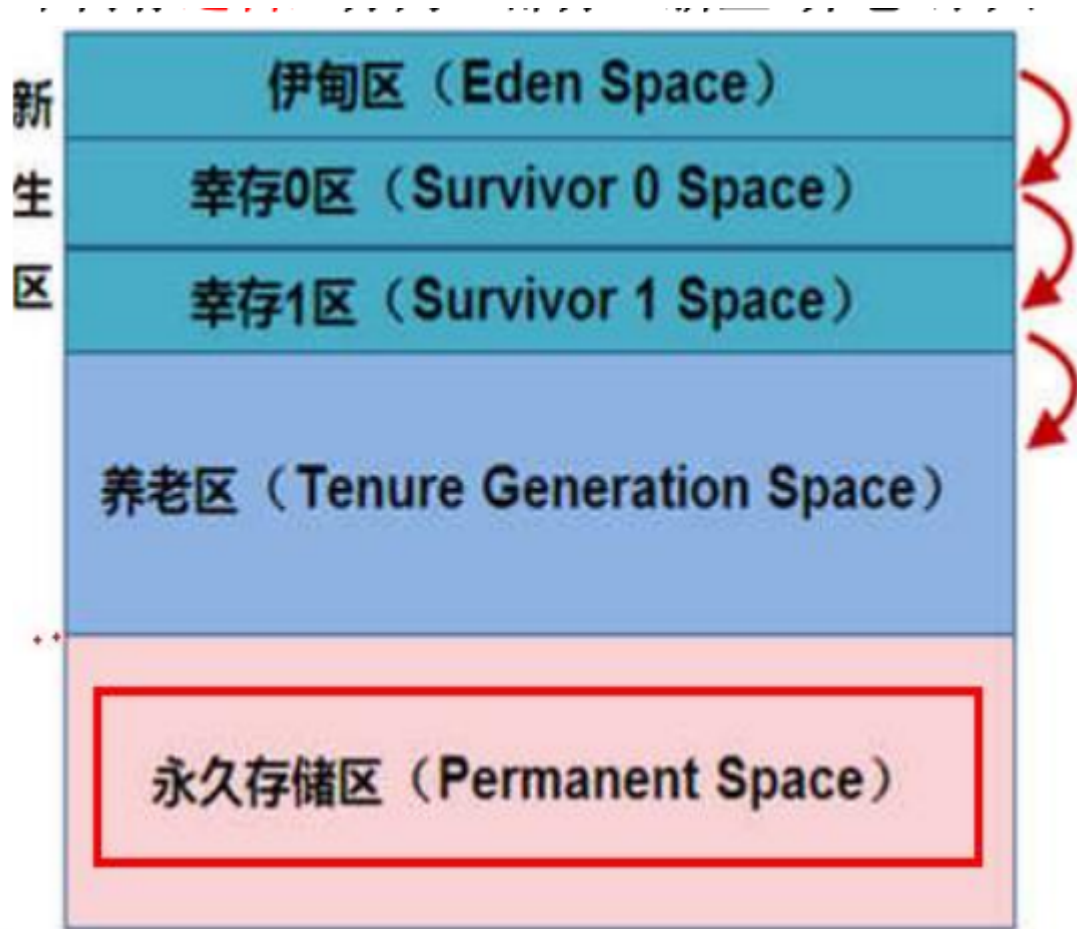 新
生
区
伊甸区（Eden Space）
幸存0区（Survivor 0 Space）
幸存1区（Survivor 1 Space）
养老区（Tenure Generation Space）
永久存储区（Permanent Space）